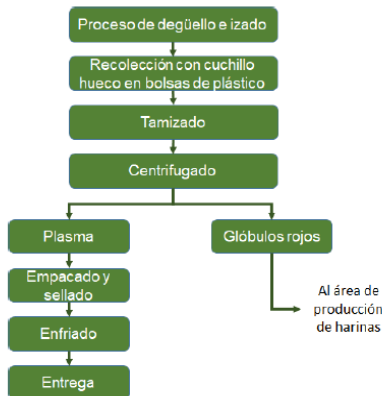 Proceso de degüello e izado
Recolección con cuchillo
hueco en bolsas de plástico
Tamizado
Centrifugado
Plasma
Glóbulos rojos
Empacado y
sellado
Al área de
producción
de harinas
Enfriado
Entrega